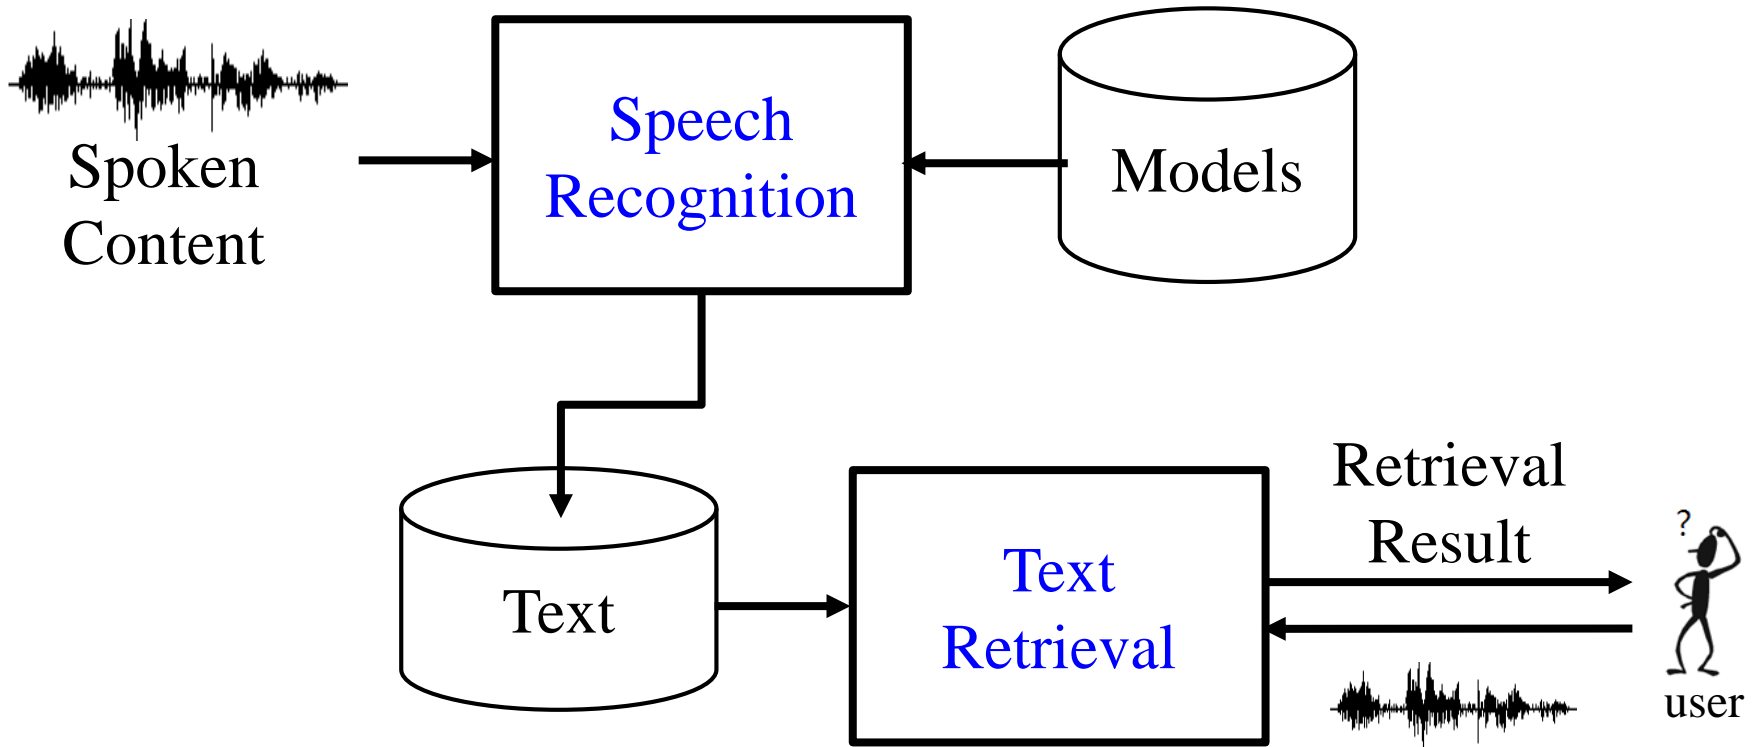 Spoken
Content
Speech
Recognition
Models
Text
Text
Retrieval
Retrieval
Result
?
user